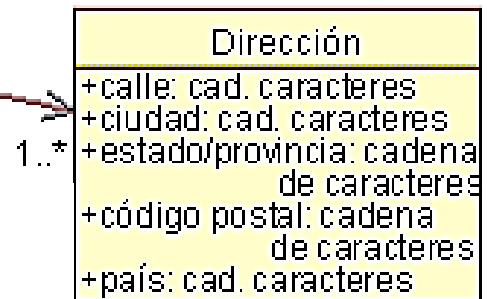 Dirección
+calle: cad. caracteres
+ciudad: cad. caracteres
1..*
+estado/provincia: cadena
de caracteres
+código postal: cadena
de caracteres
+país: cad. caracteres